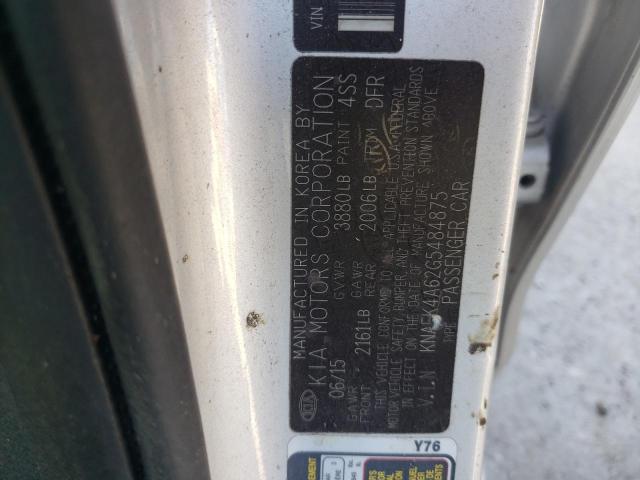 VIN
MANUFACTURED IN KOREA BY
KIA MOTORS CORPORATION
06/15 GVWR 3880LB PAINT 4SS
GAWR FRONT 2161LB GAWR REAR 2006LB TRIM DFR
THIS VEHICLE CONFORMS TO ALL APPLICABLE U.S.A FEDERAL
MOTOR VEHICLE SAFETY BUMPER AND THEFT PREVENTION STANDARDS
IN EFFECT ON THE DATE OF MANUFACTURE SHOWN ABOVE.
V.I.N KNAFK4A62G5484875
TYPE: PASSENGER CAR
KIA
Y76